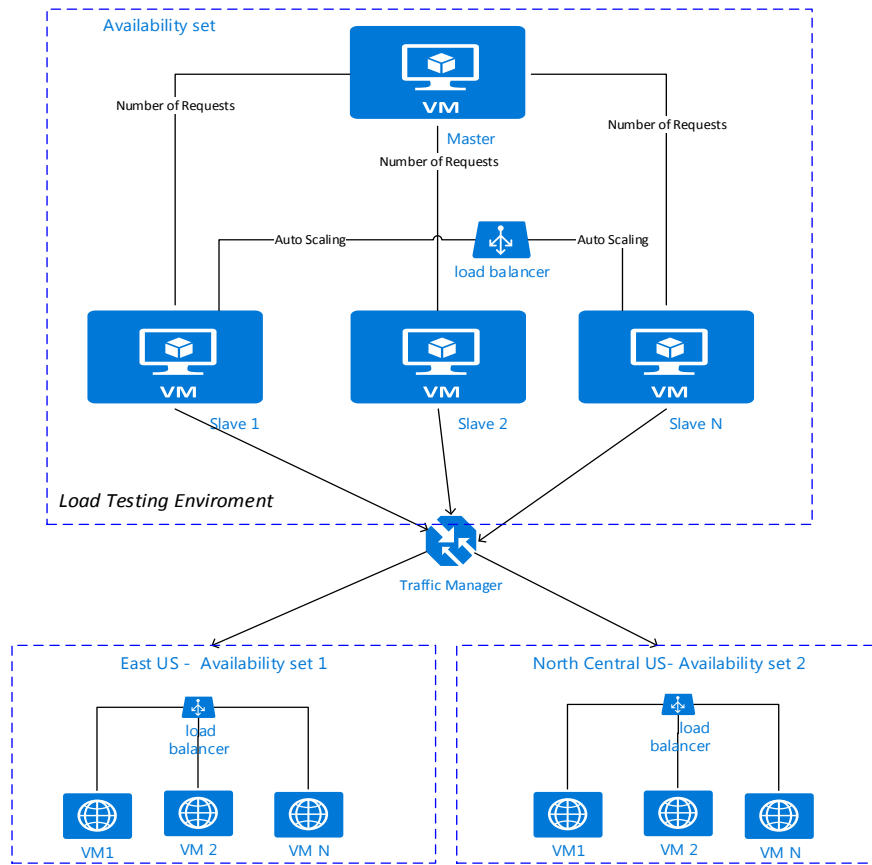 Availability set
VM
Master
Number of Requests
Number of Requests
Number of Requests
Auto Scaling
Auto Scaling
load balancer
VM
VM
VM
Slave 1
Slave 2
Slave N
Load Testing Enviroment
Traffic Manager
East US -  Availability set 1
load
balancer
VM1
VM 2
VM N
North Central US- Availability set 2
load
balancer
VM1
VM 2
VM N